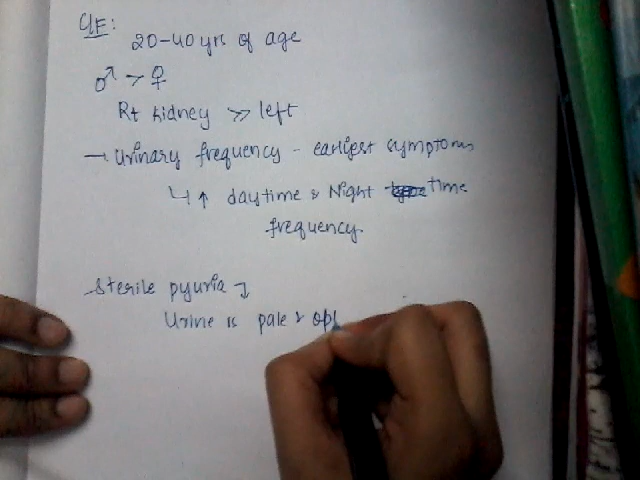 C/F:
20-40 yrs of age
♂ > ♀
Rt kidney >> left
→ Urinary frequency - earliest symptom
↳ ↑ daytime & Night time
frequency.
Sterile pyuria ↴
Urine is pale &